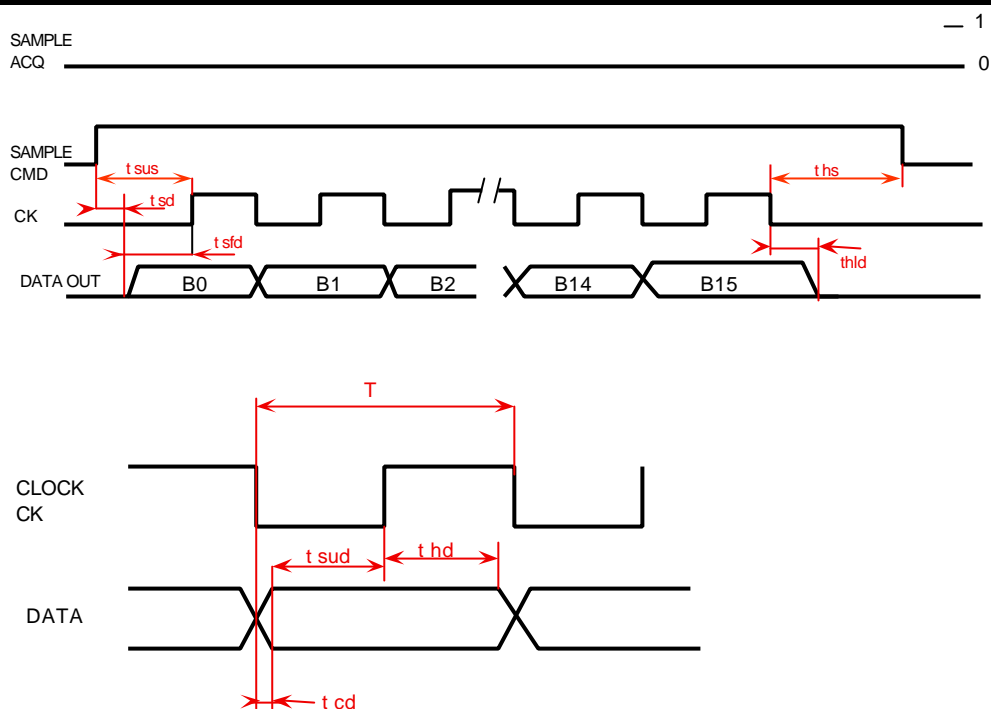 1
SAMPLE
ACQ
0
SAMPLE
CMD
t sus
t hs
t sd
CK
t sfd
thld
DATA OUT
B0
B1
B2
B14
B15
T
CLOCK
CK
t sud
t hd
DATA
t cd